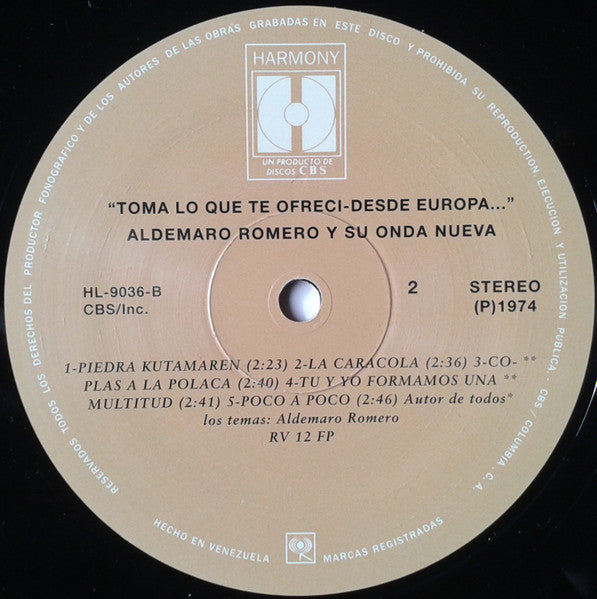 RESERVADOS TODOS LOS DERECHOS DEL PRODUCTOR FONOGRAFICO Y DE LOS AUTORES DE LAS OBRAS GRABADAS EN ESTE DISCO Y PROHIBIDA SU REPRODUCCION, EJECUCION Y UTILIZACION PUBLICA - CBS / COLUMBIA, C. A.
HARMONY
UN PRODUCTO DE
DISCOS CBS
"TOMA LO QUE TE OFRECI-DESDE EUROPA..."
ALDEMARO ROMERO Y SU ONDA NUEVA
HL-9036-B 2 STEREO
CBS/Inc. (P)1974
1-PIEDRA KUTAMAREN (2:23) 2-LA CARACOLA (2:36) 3-CO- **
PLAS A LA POLACA (2:40) 4-TU Y YO FORMAMOS UNA **
MULTITUD (2:41) 5-POCO A POCO (2:46) Autor de todos*
los temas: Aldemaro Romero
RV 12 FP
HECHO EN VENEZUELA MARCAS REGISTRADAS